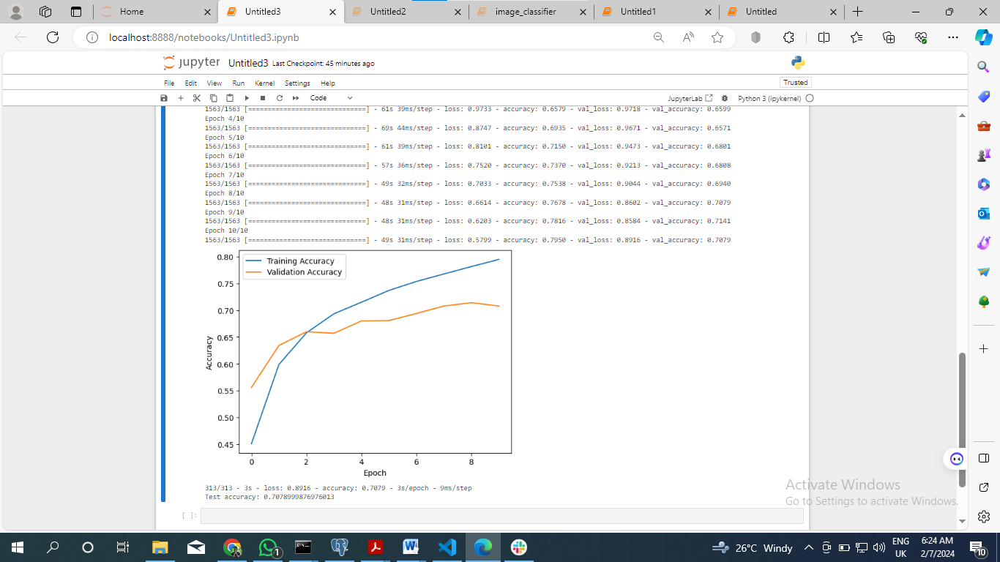 Home
Untitled3
Untitled2
image_classifier
Untitled1
Untitled
localhost:8888/notebooks/Untitled3.ipynb
jupyter Untitled3 Last Checkpoint: 45 minutes ago
File Edit View Run Kernel Settings Help
Trusted
Code
JupyterLab
Python 3 (ipykernel)
1563/1563 [==============================] - 61s 39ms/step - loss: 0.9733 - accuracy: 0.6579 - val_loss: 0.9718 - val_accuracy: 0.6599
Epoch 4/10
1563/1563 [==============================] - 69s 44ms/step - loss: 0.8747 - accuracy: 0.6935 - val_loss: 0.9671 - val_accuracy: 0.6571
Epoch 5/10
1563/1563 [==============================] - 61s 39ms/step - loss: 0.8101 - accuracy: 0.7150 - val_loss: 0.9473 - val_accuracy: 0.6801
Epoch 6/10
1563/1563 [==============================] - 57s 36ms/step - loss: 0.7520 - accuracy: 0.7370 - val_loss: 0.9213 - val_accuracy: 0.6808
Epoch 7/10
1563/1563 [==============================] - 49s 32ms/step - loss: 0.7033 - accuracy: 0.7538 - val_loss: 0.9044 - val_accuracy: 0.6940
Epoch 8/10
1563/1563 [==============================] - 48s 31ms/step - loss: 0.6614 - accuracy: 0.7678 - val_loss: 0.8602 - val_accuracy: 0.7079
Epoch 9/10
1563/1563 [==============================] - 48s 31ms/step - loss: 0.6203 - accuracy: 0.7816 - val_loss: 0.8584 - val_accuracy: 0.7141
Epoch 10/10
1563/1563 [==============================] - 49s 31ms/step - loss: 0.5799 - accuracy: 0.7950 - val_loss: 0.8916 - val_accuracy: 0.7079
Training Accuracy
Validation Accuracy
0.80
0.75
0.70
0.65
0.60
0.55
0.50
0.45
Accuracy
0 2 4 6 8
Epoch
313/313 - 3s - loss: 0.8916 - accuracy: 0.7079 - 3s/epoch - 9ms/step
Test accuracy: 0.7078999876976013
[ ]:
Activate Windows
Go to Settings to activate Windows.
1
26°C Windy
ENG
UK
6:24 AM
2/7/2024
10